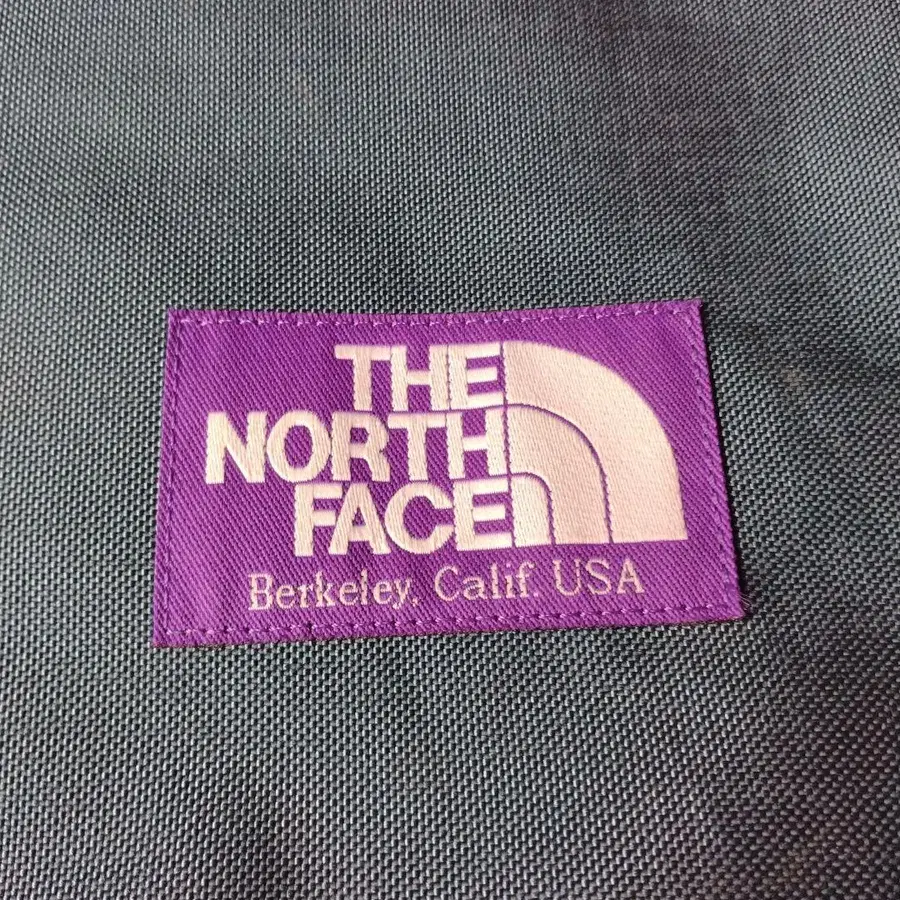 THE
NORTH
FACE
Berkeley, Calif. USA